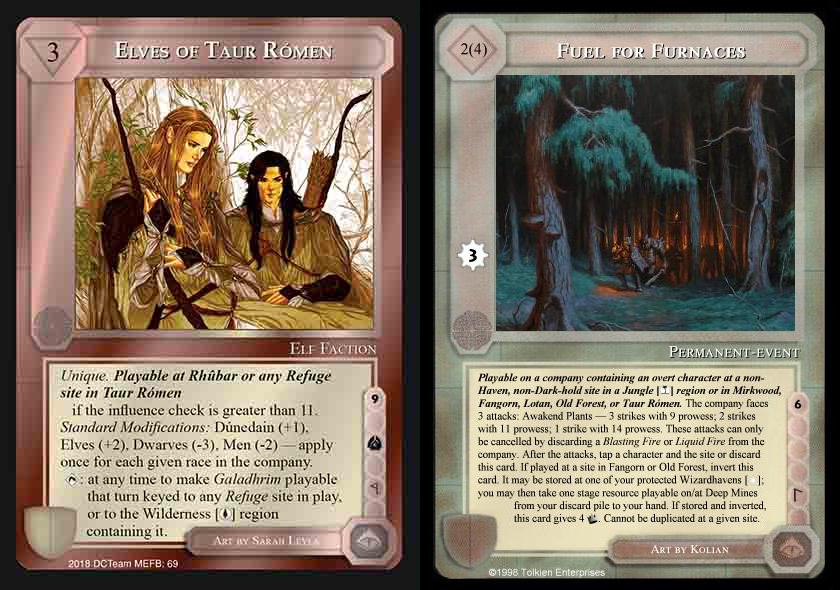 3
ELVES OF TAUR RÓMEN
ELF FACTION
Unique. Playable at Rhûbar or any Refuge
site in Taur Rómen
if the influence check is greater than 11.
Standard Modifications: Dúnedain (+1),
Elves (+2), Dwarves (-3), Men (-2) — apply
once for each given race in the company.
: at any time to make Galadhrim playable
that turn keyed to any Refuge site in play,
or to the Wilderness [ ] region
containing it.
9
ART BY SARAH LEYLA
2018 DCTeam MEFB: 69
2(4)
FUEL FOR FURNACES
3
PERMANENT-EVENT
Playable on a company containing an overt character at a non-
Haven, non-Dark-hold site in a Jungle [ ] region or in Mirkwood,
Fangorn, Lotan, Old Forest, or Taur Rómen. The company faces
3 attacks: Awakend Plants — 3 strikes with 9 prowess; 2 strikes
with 11 prowess; 1 strike with 14 prowess. These attacks can only
be cancelled by discarding a Blasting Fire or Liquid Fire from the
company. After the attacks, tap a character and the site or discard
this card. If played at a site in Fangorn or Old Forest, invert this
card. It may be stored at one of your protected Wizardhavens [ ];
you may then take one stage resource playable on/at Deep Mines
from your discard pile to your hand. If stored and inverted,
this card gives 4 . Cannot be duplicated at a given site.
6
ART BY KOLIAN
©1998 Tolkien Enterprises